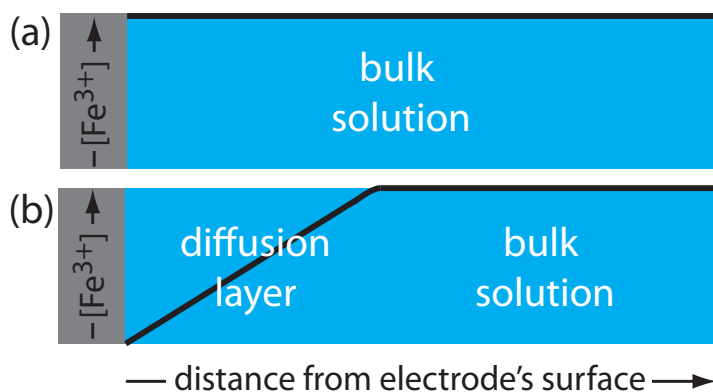 (a)
[Fe3+]
bulk
solution
(b)
[Fe3+]
diffusion
layer
bulk
solution
distance from electrode's surface